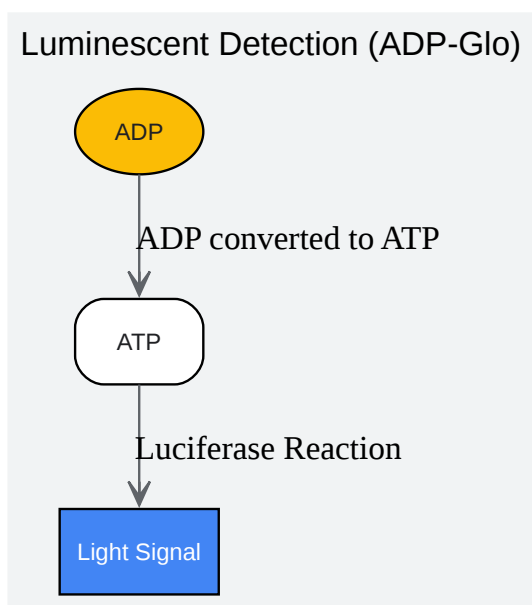 Luminescent Detection (ADP-Glo)
ADP
ADP converted to ATP
ATP
Luciferase Reaction
Light Signal